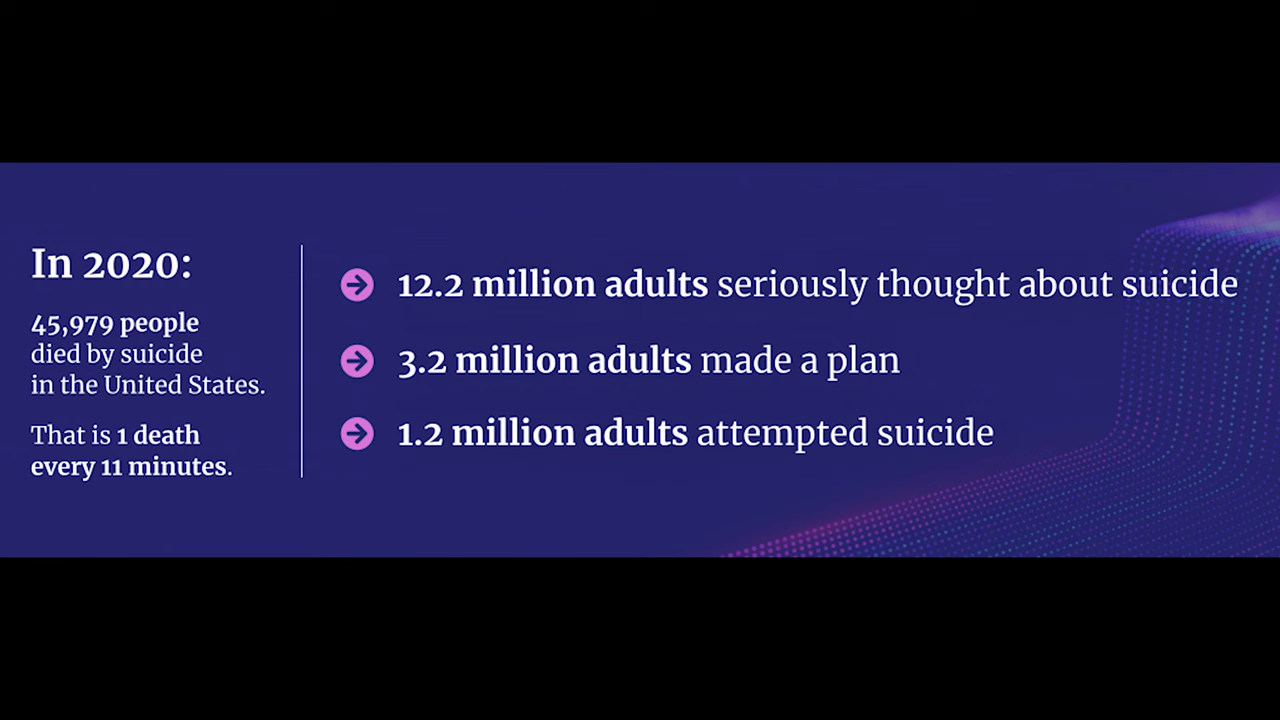 In 2020:
45,979 people
died by suicide
in the United States.
That is 1 death
every 11 minutes.
12.2 million adults seriously thought about suicide
3.2 million adults made a plan
1.2 million adults attempted suicide